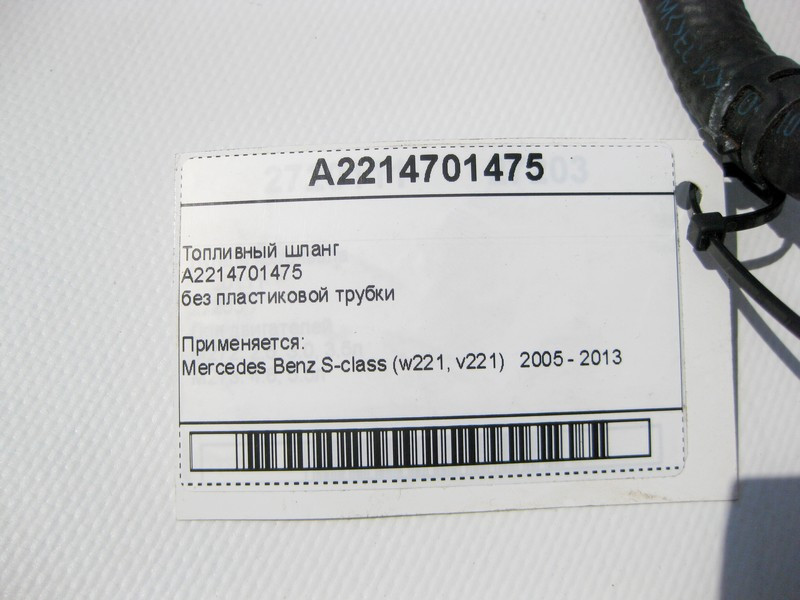 A2214701475
Топливный шланг
A2214701475
без пластиковой трубки
Применяется:
Mercedes Benz S-class (w221, v221) 2005 - 2013